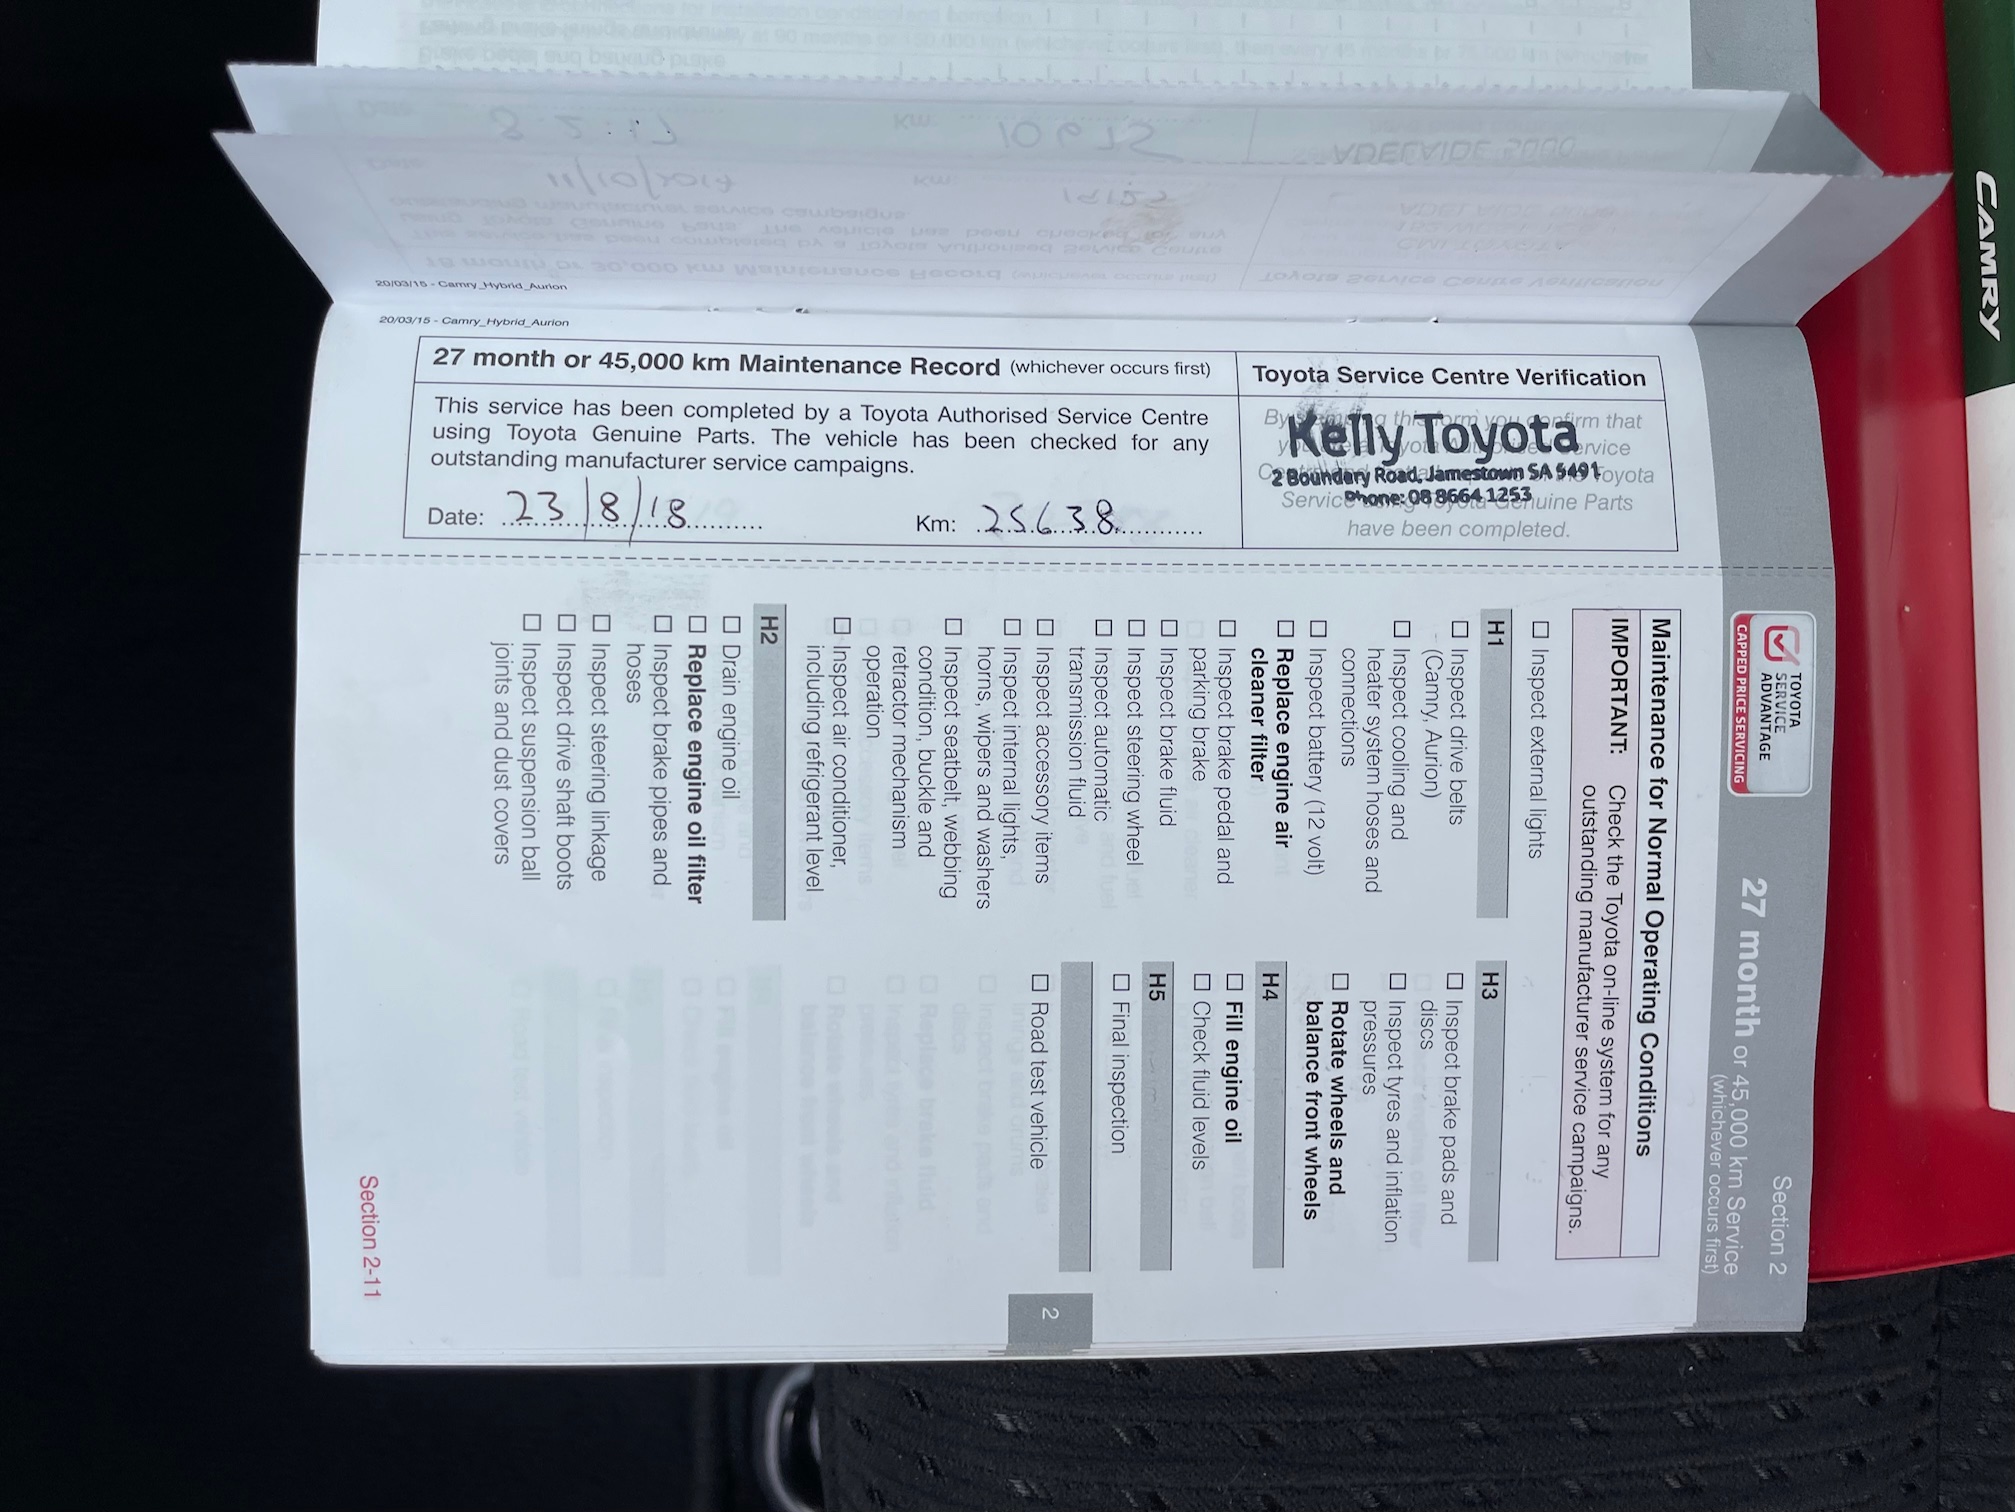 CAMRY
20/03/15 - Camry_Hybrid_Aurion
20/03/15 - Camry_Hybrid_Aurion
27 month or 45,000 km Maintenance Record (whichever occurs first)
This service has been completed by a Toyota Authorised Service Centre
using Toyota Genuine Parts. The vehicle has been checked for any
outstanding manufacturer service campaigns.
Date: 23/8/18
Km: 25638
Toyota Service Centre Verification
Kelly Toyota
2 Boundary Road, Jamestown SA 5491
Phone: 08 8664 1253
have been completed.
TOYOTA
SERVICE
ADVANTAGE
CAPPED PRICE SERVICING
Section 2
27 month or 45,000 km Service
(whichever occurs first)
Maintenance for Normal Operating Conditions
IMPORTANT: Check the Toyota on-line system for any
outstanding manufacturer service campaigns.
☐ Inspect external lights
H1
☐ Inspect drive belts
(Camry, Aurion)
☐ Inspect cooling and
heater system hoses and
connections
☐ Inspect battery (12 volt)
☐ Replace engine air
cleaner filter
☐ Inspect brake pedal and
parking brake
☐ Inspect brake fluid
☐ Inspect steering wheel
☐ Inspect automatic
transmission fluid
☐ Inspect accessory items
☐ Inspect internal lights,
horns, wipers and washers
☐ Inspect seatbelt, webbing
condition, buckle and
retractor mechanism
operation
☐ Inspect air conditioner,
including refrigerant level
H2
☐ Drain engine oil
☐ Replace engine oil filter
☐ Inspect brake pipes and
hoses
☐ Inspect steering linkage
☐ Inspect drive shaft boots
☐ Inspect suspension ball
joints and dust covers
H3
☐ Inspect brake pads and
discs
☐ Inspect tyres and inflation
pressures
☐ Rotate wheels and
balance front wheels
H4
☐ Fill engine oil
☐ Check fluid levels
H5
☐ Final inspection
☐ Road test vehicle
2
Section 2-11